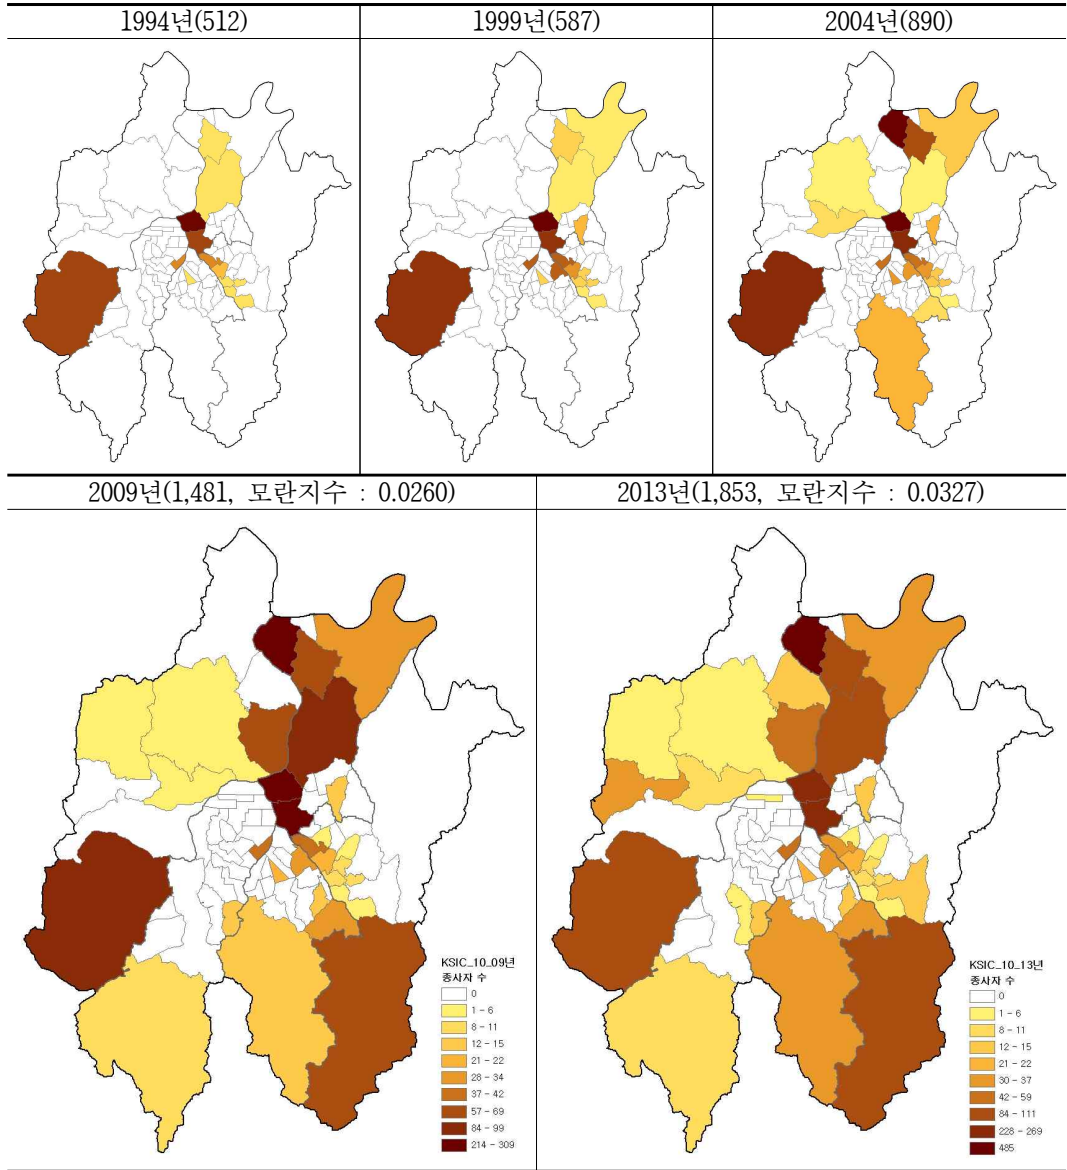 1994년(512)
1999년(587)
2004년(890)
2009년(1,481, 모란지수 : 0.0260)
2013년(1,853, 모란지수 : 0.0327)
KSIC_10_09년
종사자 수
0
1 - 6
8 - 11
12 - 15
21 - 22
28 - 34
37 - 42
57 - 69
84 - 99
214 - 309
KSIC_10_13년
종사자 수
0
1 - 6
8 - 11
12 - 15
21 - 22
30 - 37
42 - 59
84 - 111
228 - 269
485